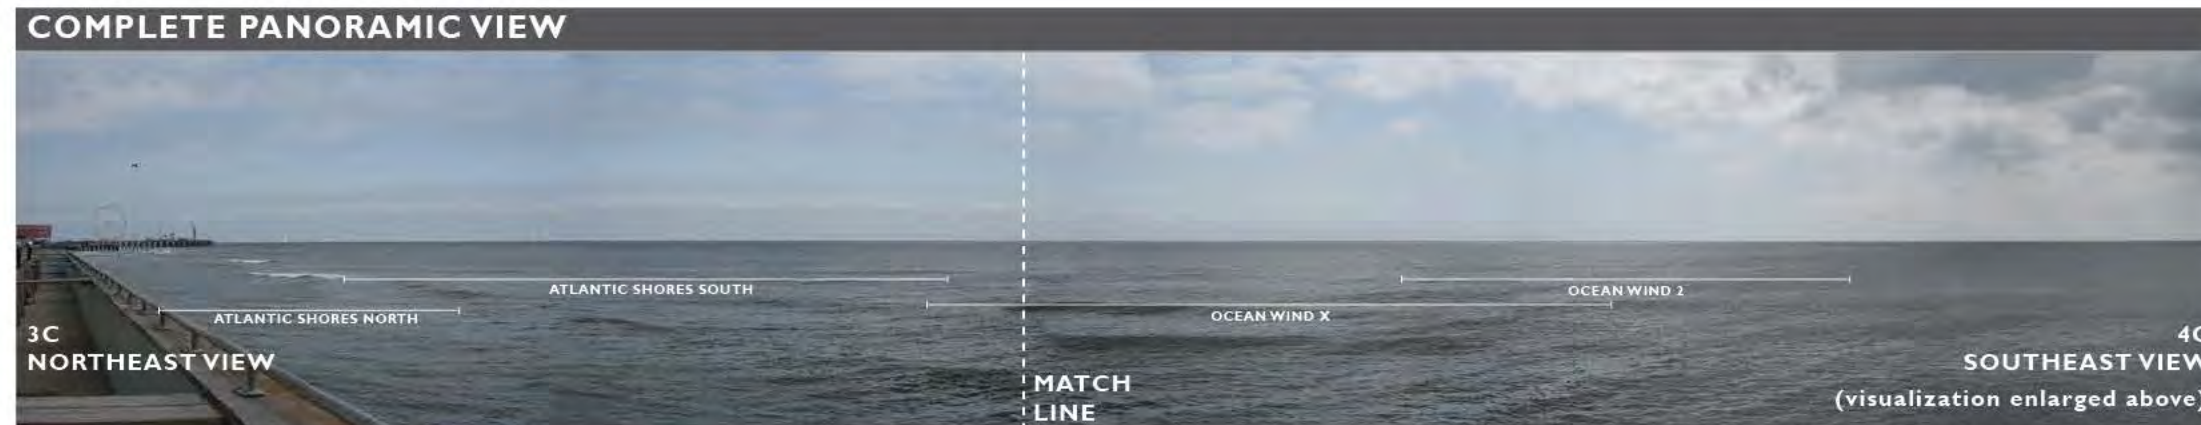 COMPLETE PANORAMIC VIEW
ATLANTIC SHORES SOUTH
ATLANTIC SHORES NORTH
OCEAN WIND 2
OCEAN WIND X
3C
NORTHEAST VIEW
MATCH
LINE
4C
SOUTHEAST VIEW
(visualization enlarged above)